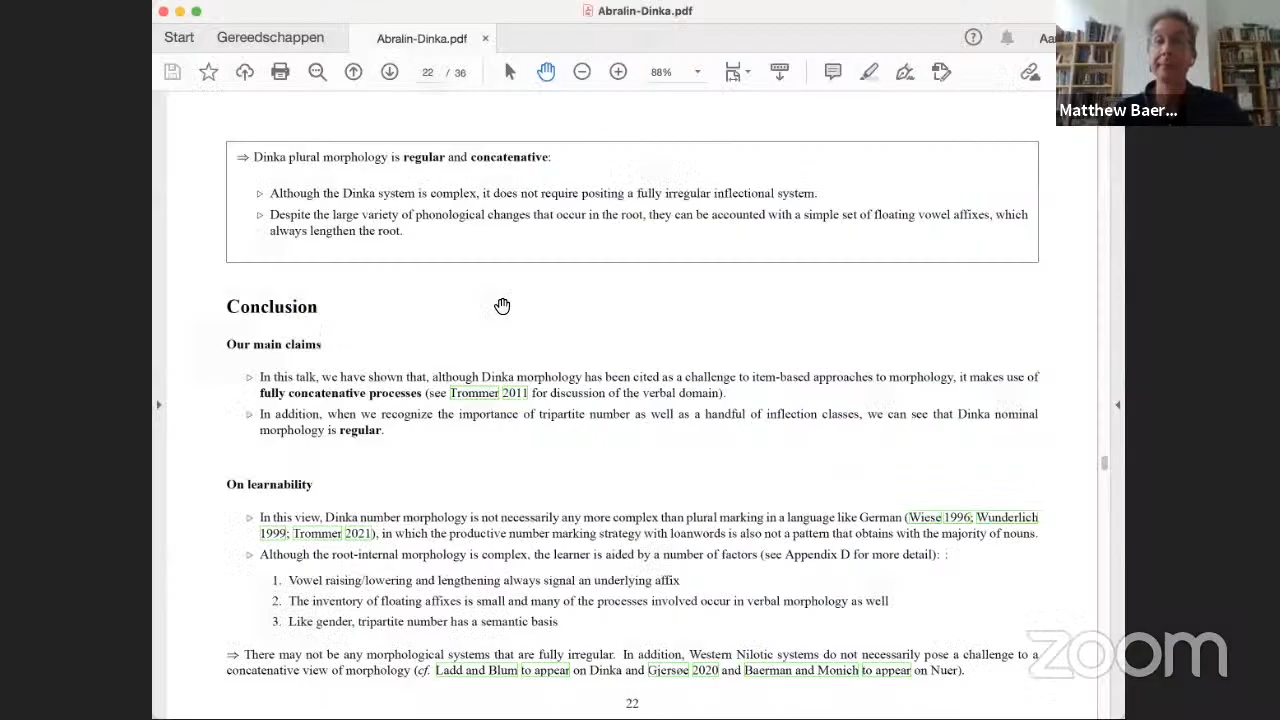 Abralin-Dinka.pdf
Start Gereedschappen Abralin-Dinka.pdf × Aa
22 / 36 88%
Matthew Baer...
⇒ Dinka plural morphology is regular and concatenative:
▷ Although the Dinka system is complex, it does not require positing a fully irregular inflectional system.
▷ Despite the large variety of phonological changes that occur in the root, they can be accounted with a simple set of floating vowel affixes, which
always lengthen the root.
Conclusion
Our main claims
▷ In this talk, we have shown that, although Dinka morphology has been cited as a challenge to item-based approaches to morphology, it makes use of
fully concatenative processes (see Trommer 2011 for discussion of the verbal domain).
▷ In addition, when we recognize the importance of tripartite number as well as a handful of inflection classes, we can see that Dinka nominal
morphology is regular.
On learnability
▷ In this view, Dinka number morphology is not necessarily any more complex than plural marking in a language like German (Wiese 1996; Wunderlich
1999; Trommer 2021), in which the productive number marking strategy with loanwords is also not a pattern that obtains with the majority of nouns.
▷ Although the root-internal morphology is complex, the learner is aided by a number of factors (see Appendix D for more detail): :
1. Vowel raising/lowering and lengthening always signal an underlying affix
2. The inventory of floating affixes is small and many of the processes involved occur in verbal morphology as well
3. Like gender, tripartite number has a semantic basis
⇒ There may not be any morphological systems that are fully irregular. In addition, Western Nilotic systems do not necessarily pose a challenge to a
concatenative view of morphology (cf. Ladd and Blum to appear on Dinka and Gjersøe 2020 and Baerman and Monich to appear on Nuer).
22
zoom